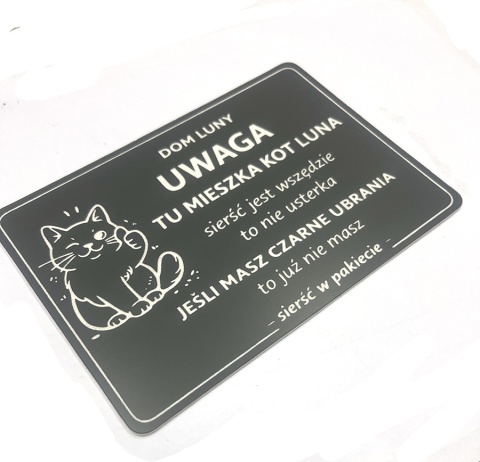 DOM LUNY
UWAGA
TU MIESZKA KOT LUNA
sierść jest wszędzie
to nie usterka
JEŚLI MASZ CZARNE UBRANIA
to już nie masz
– sierść w pakiecie –